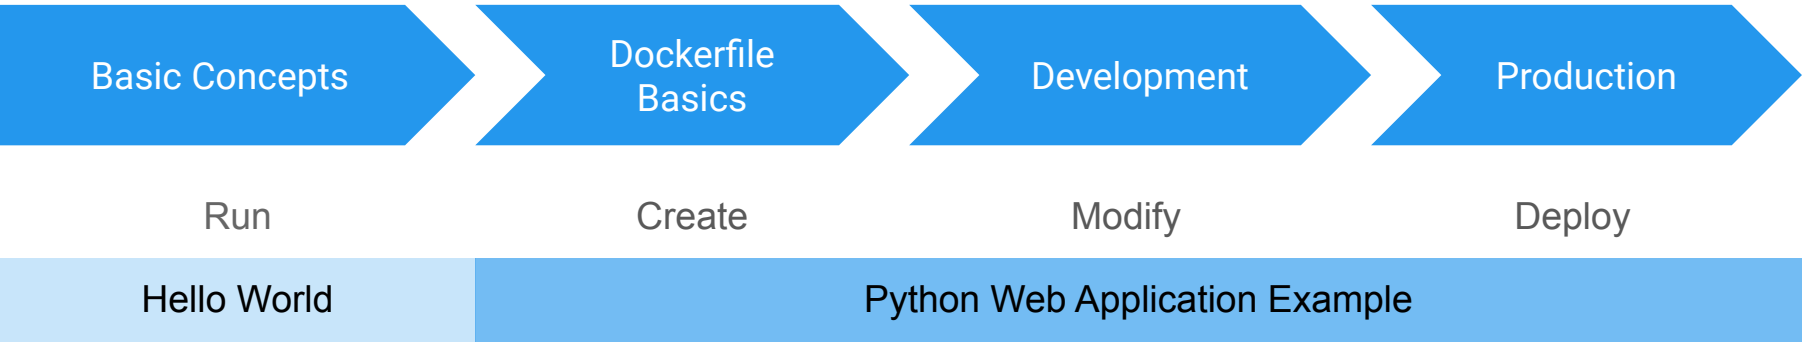 Basic Concepts
Dockerfile
Basics
Development
Production
Run
Create
Modify
Deploy
Hello World
Python Web Application Example